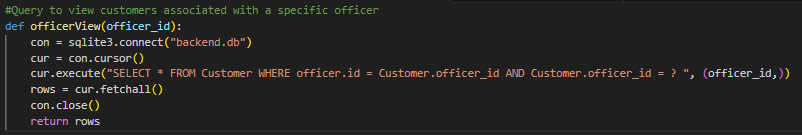 #Query to view customers associated with a specific officer
def officerView(officer_id):
    con = sqlite3.connect("backend.db")
    cur = con.cursor()
    cur.execute("SELECT * FROM Customer WHERE officer.id = Customer.officer_id AND Customer.officer_id = ? ", (officer_id,))
    rows = cur.fetchall()
    con.close()
    return rows